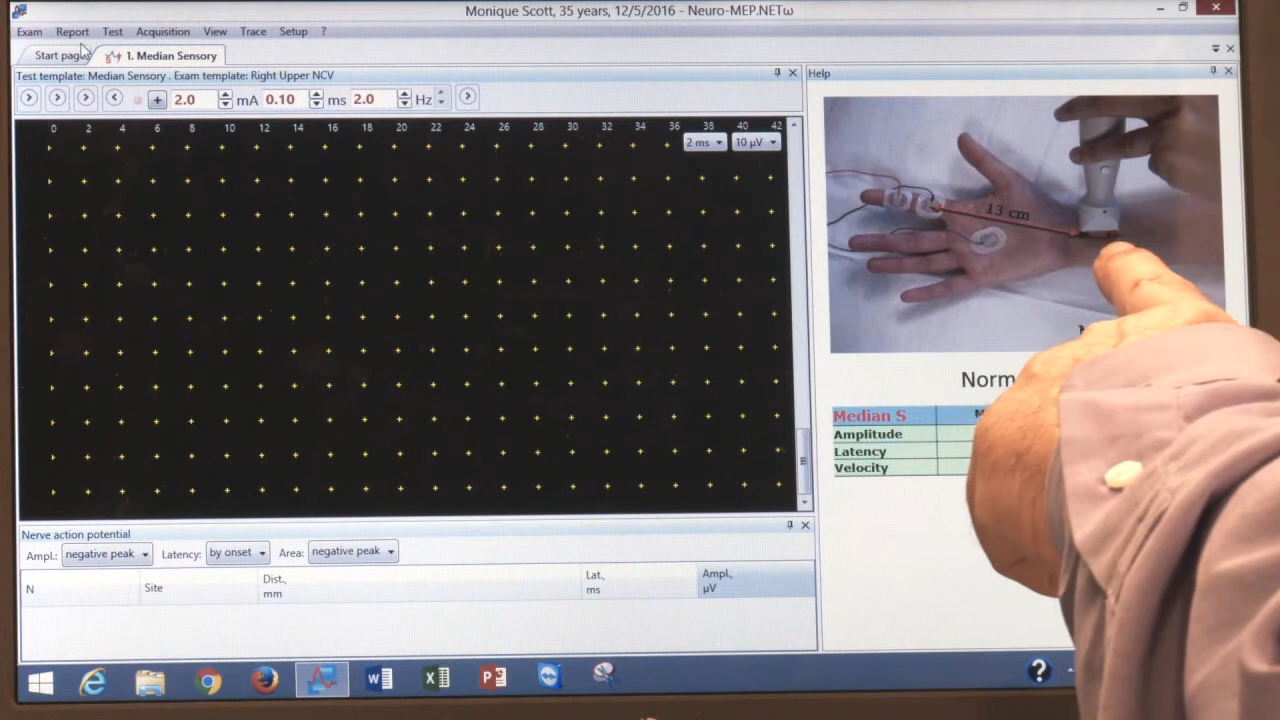 Monique Scott, 35 years, 12/5/2016 - Neuro-MEP.NETω
Exam Report Test Acquisition View Trace Setup ?
Start page 1. Median Sensory
Test template: Median Sensory . Exam template: Right Upper NCV
Help
2.0 mA 0.10 ms 2.0 Hz
0 2 4 6 8 10 12 14 16 18 20 22 24 26 28 30 32 34 36 38 40 42
2 ms 10 µV
13 cm
Median S
Amplitude
Latency
Velocity
Nerve action potential
Ampl.: negative peak Latency: by onset Area: negative peak
N Site Dist., mm Lat., ms Ampl., µV